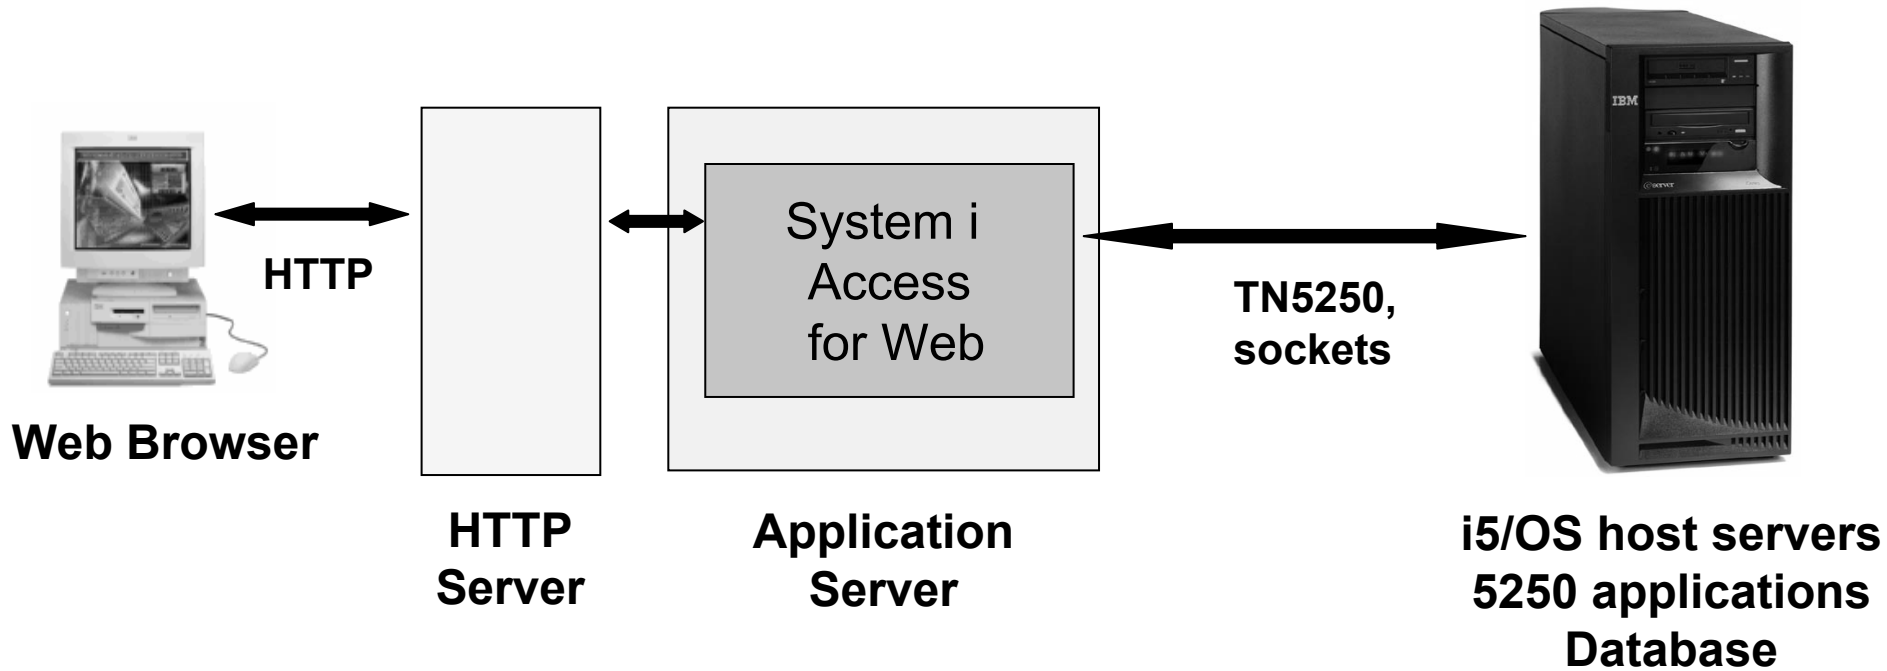 IBM
eserver
System i
Access
for Web
HTTP
TN5250,
sockets
Web Browser
HTTP
Server
Application
Server
i5/OS host servers
5250 applications
Database